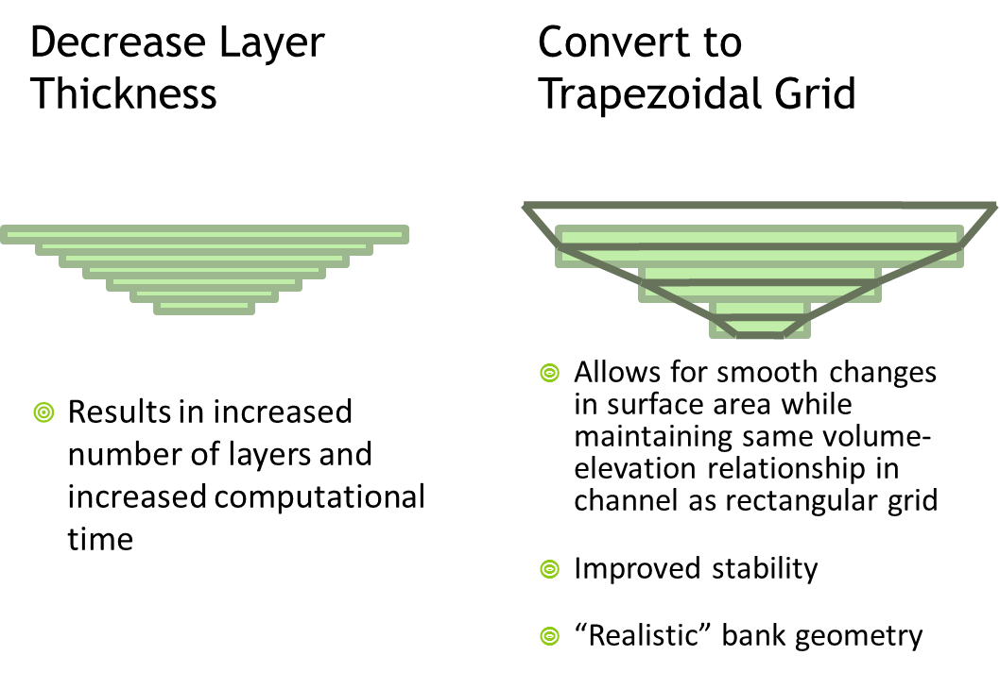 Decrease Layer
Thickness
Results in increased
number of layers and
increased computational
time
Convert to
Trapezoidal Grid
Allows for smooth changes
in surface area while
maintaining same volume-
elevation relationship in
channel as rectangular grid
Improved stability
“Realistic” bank geometry